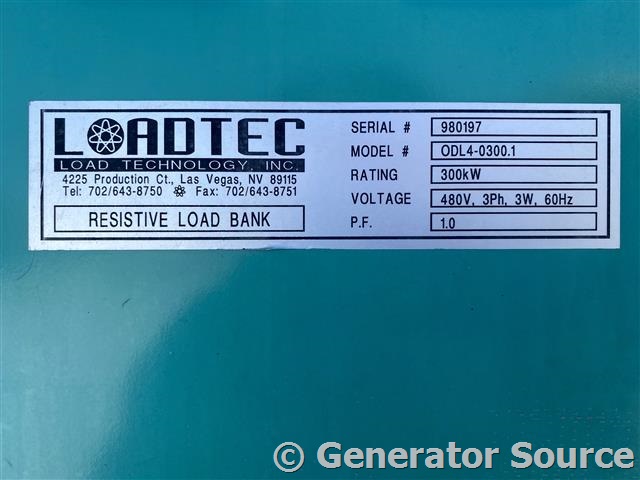 LOADTEC
LOAD TECHNOLOGY, INC.
4225 Production Ct., Las Vegas, NV 89115
Tel: 702/643-8750 Fax: 702/643-8751
RESISTIVE LOAD BANK
SERIAL # 980197
MODEL # ODL4-0300.1
RATING 300kW
VOLTAGE 480V, 3Ph, 3W, 60Hz
P.F. 1.0
© Generator Source